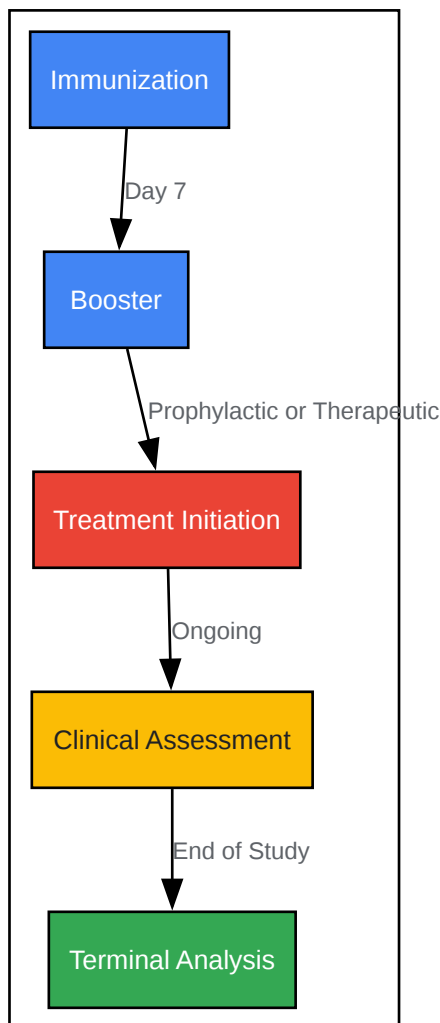 Immunization
Day 7
Booster
Prophylactic or Therapeutic
Treatment Initiation
Ongoing
Clinical Assessment
End of Study
Terminal Analysis